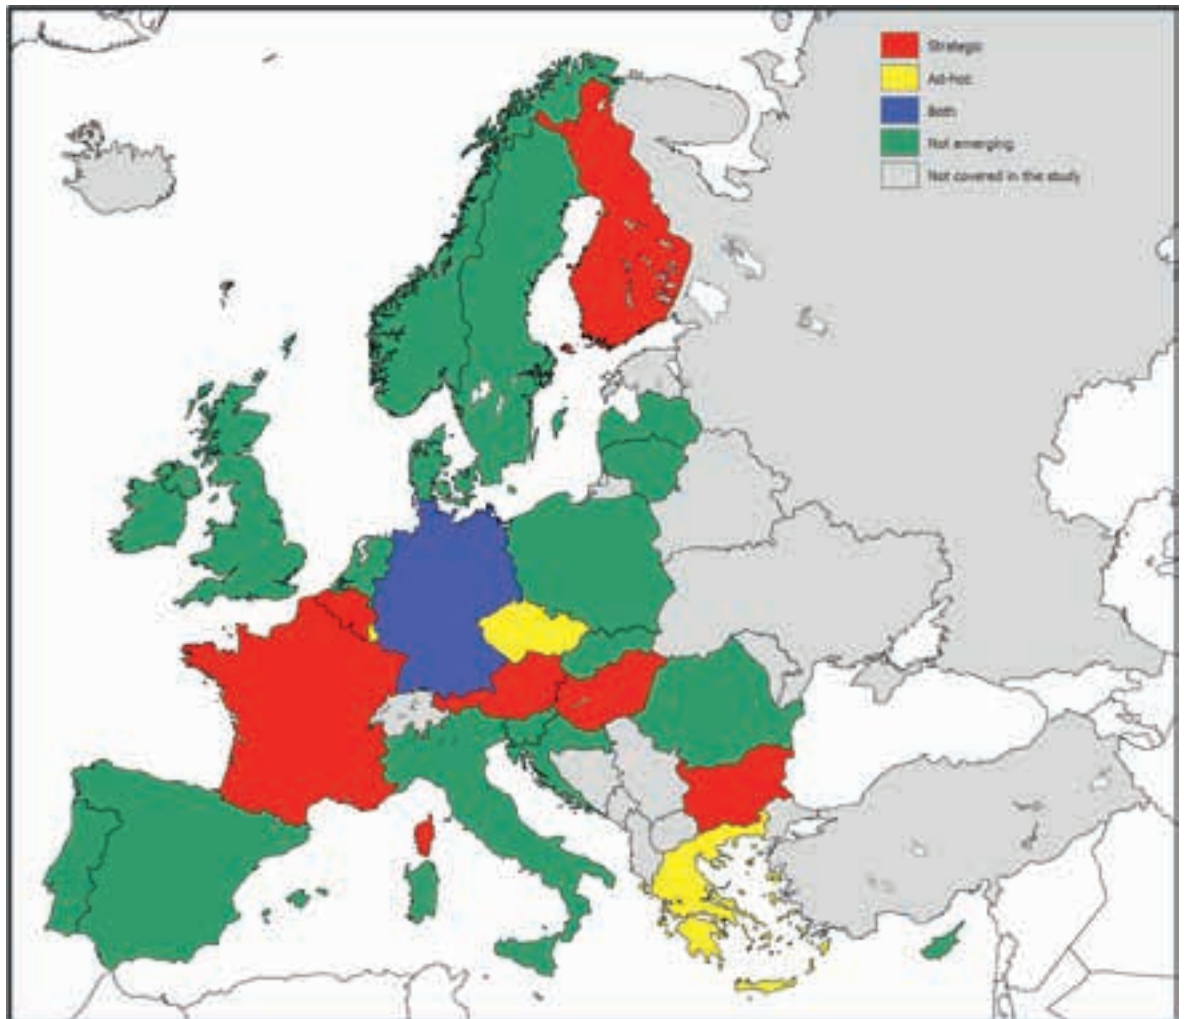 Strategic
Ad-hoc
Both
Not emerging
Not covered in the study